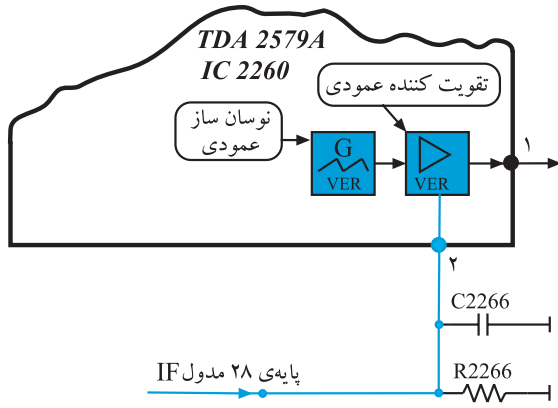 TDA 2579A
IC 2260
تقویت کننده عمودی
نوسان ساز
عمودی
G
VER
VER
۱
۲
C2266
R2266
پایه‌ی ۲۸ مدول IF